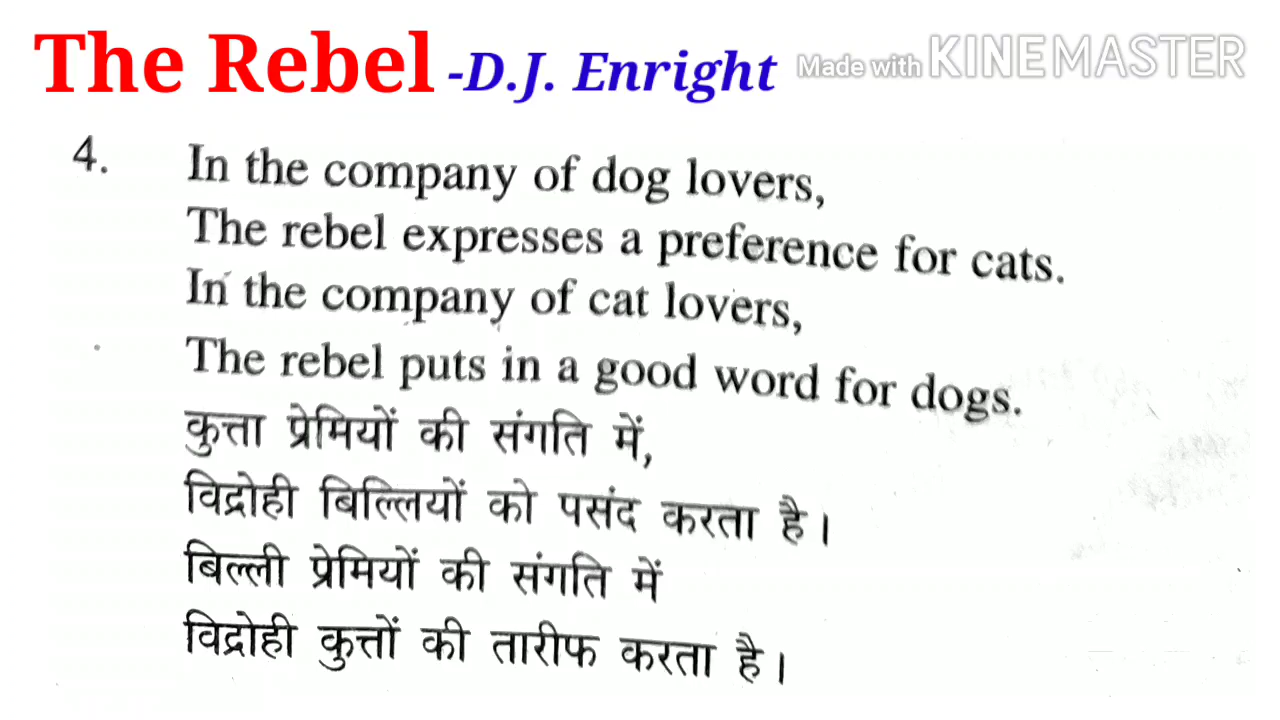 The Rebel -D.J. Enright Made with KINEMASTER
4. In the company of dog lovers,
The rebel expresses a preference for cats.
In the company of cat lovers,
The rebel puts in a good word for dogs.
कुत्ता प्रेमियों की संगति में,
विद्रोही बिल्लियों को पसंद करता है।
बिल्ली प्रेमियों की संगति में
विद्रोही कुत्तों की तारीफ करता है।